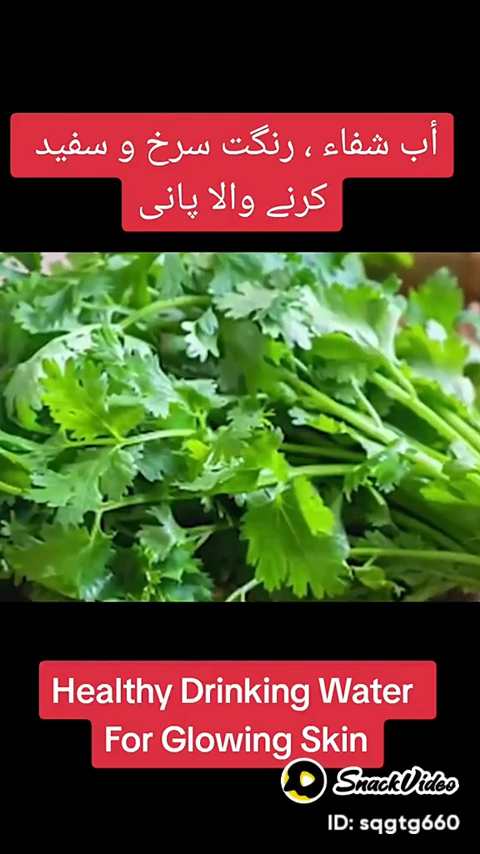 أب شفاء ، رنگت سرخ و سفید
کرنے والا پانی
Healthy Drinking Water
For Glowing Skin
SnackVideo
ID: sqgtg660